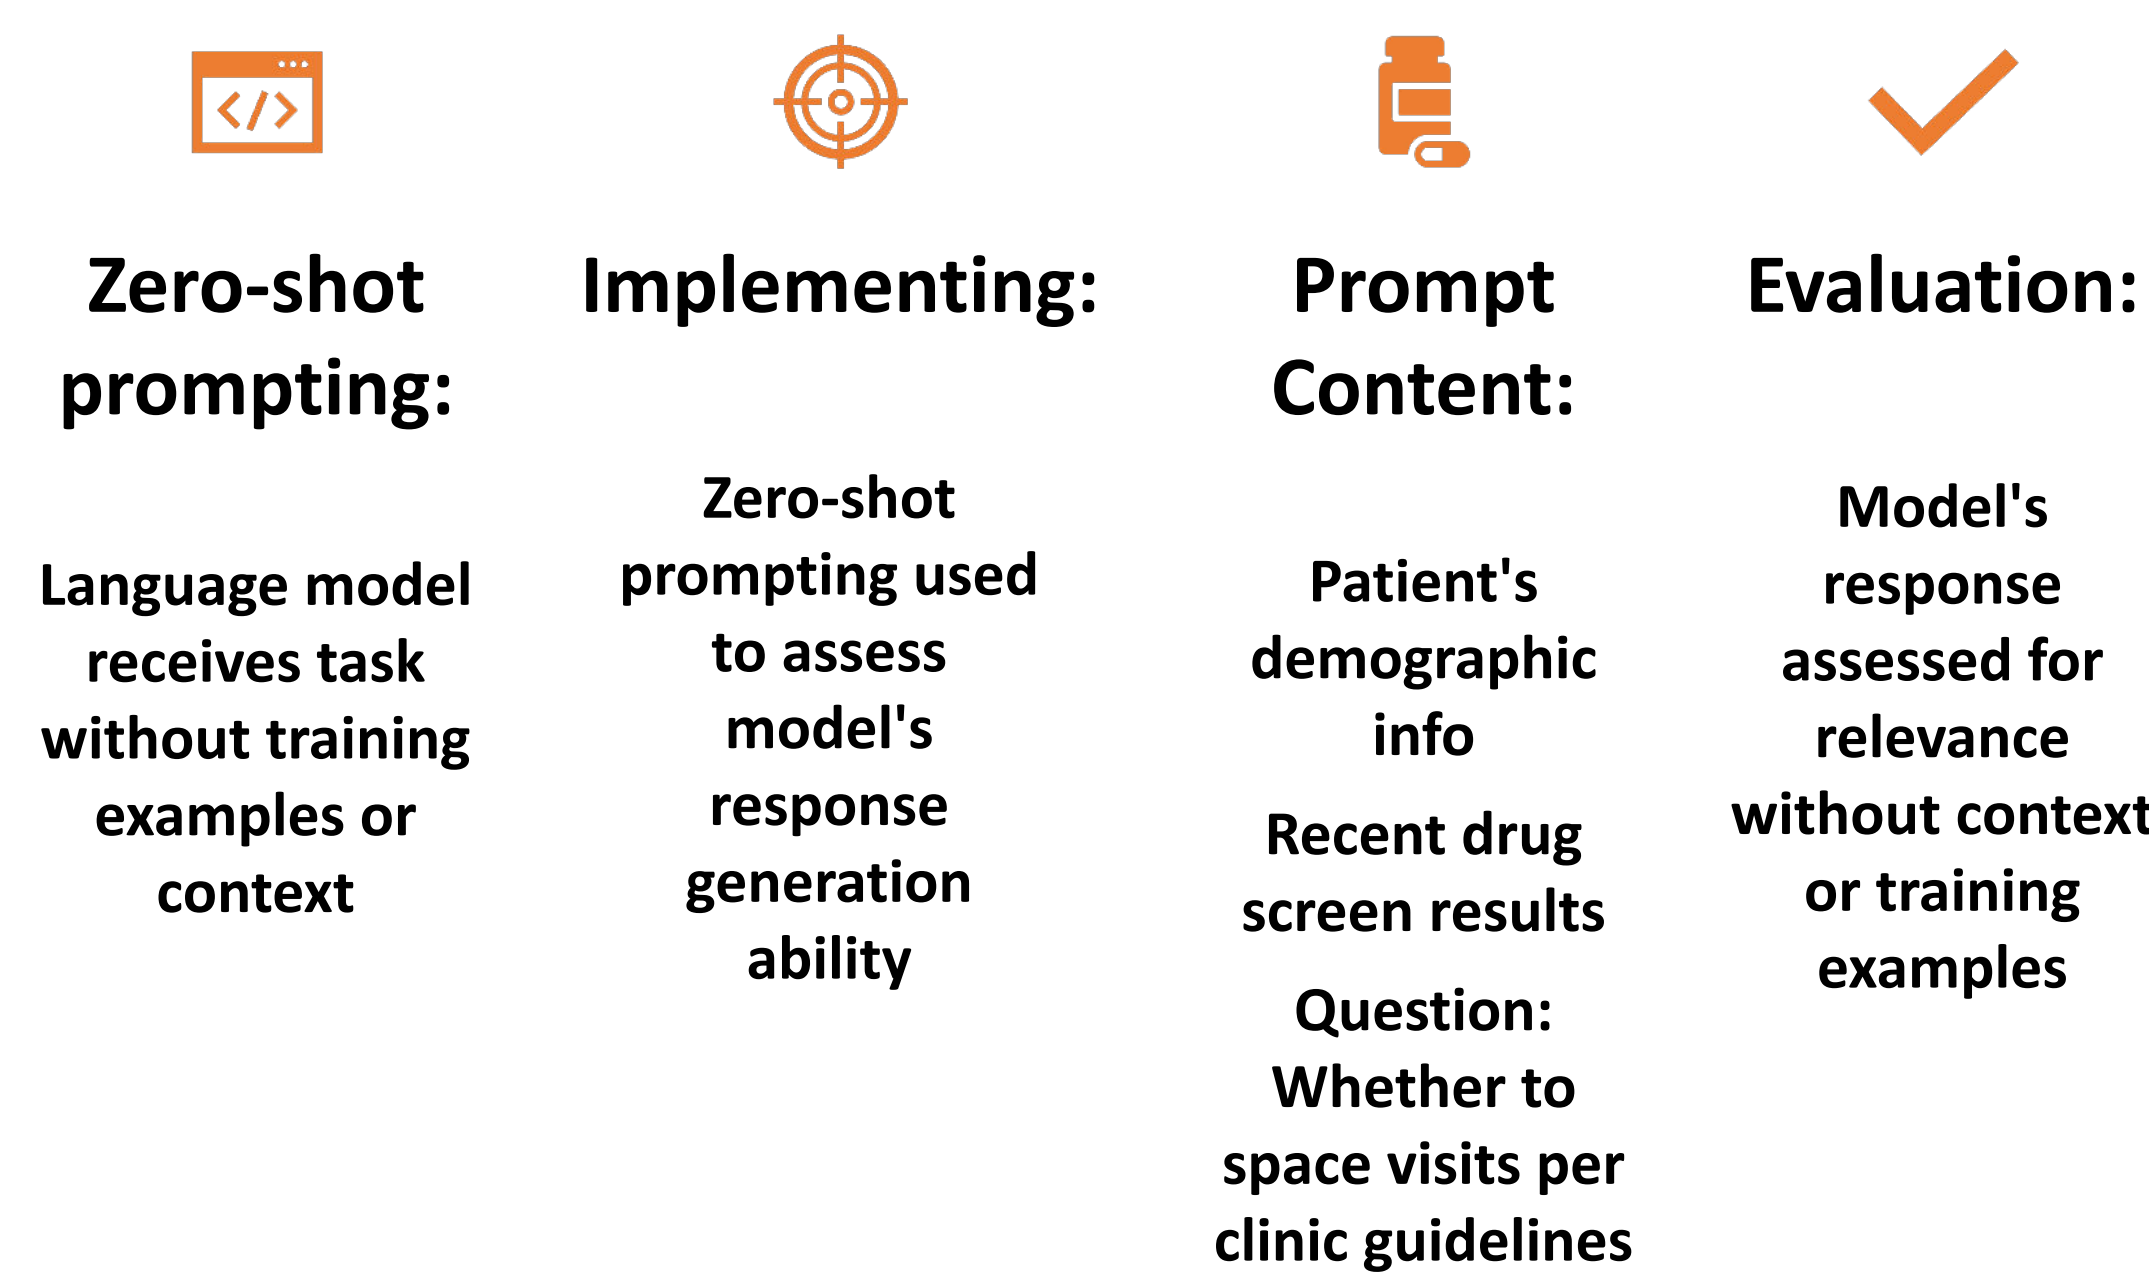 Zero-shot
prompting:
Language model
receives task
without training
examples or
context
Implementing:
Zero-shot
prompting used
to assess
model's
response
generation
ability
Prompt
Content:
Patient's
demographic
info
Recent drug
screen results
Question:
Whether to
space visits per
clinic guidelines
Evaluation:
Model's
response
assessed for
relevance
without context
or training
examples